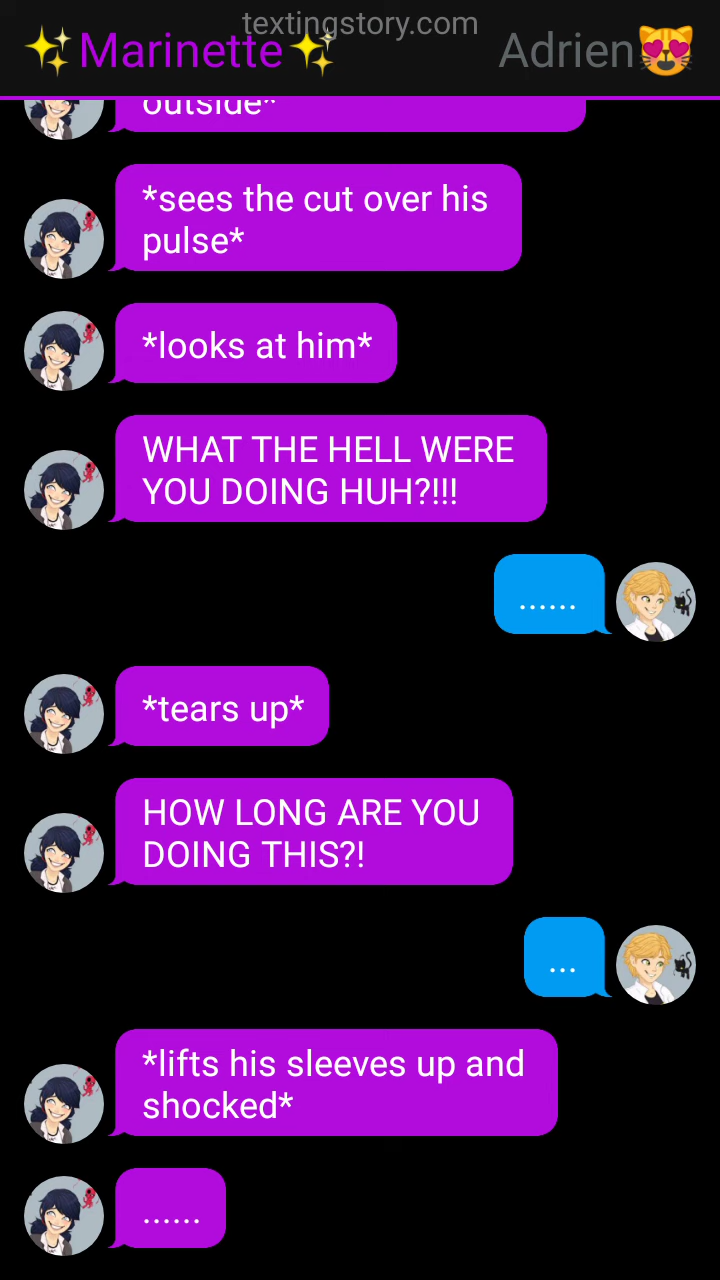 textingstory.com
✨Marinette✨ Adrien😻
outside*
*sees the cut over his
pulse*
*looks at him*
WHAT THE HELL WERE
YOU DOING HUH?!!!
......
*tears up*
HOW LONG ARE YOU
DOING THIS?!
...
*lifts his sleeves up and
shocked*
......